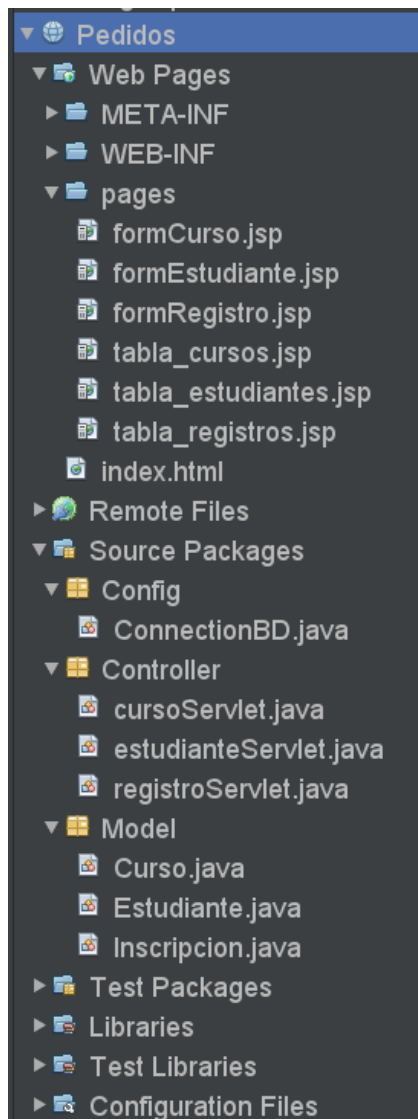 Pedidos
Web Pages
META-INF
WEB-INF
pages
formCurso.jsp
formEstudiante.jsp
formRegistro.jsp
tabla_cursos.jsp
tabla_estudiantes.jsp
tabla_registros.jsp
index.html
Remote Files
Source Packages
Config
ConnectionBD.java
Controller
cursoServlet.java
estudianteServlet.java
registroServlet.java
Model
Curso.java
Estudiante.java
Inscripcion.java
Test Packages
Libraries
Test Libraries
Configuration Files